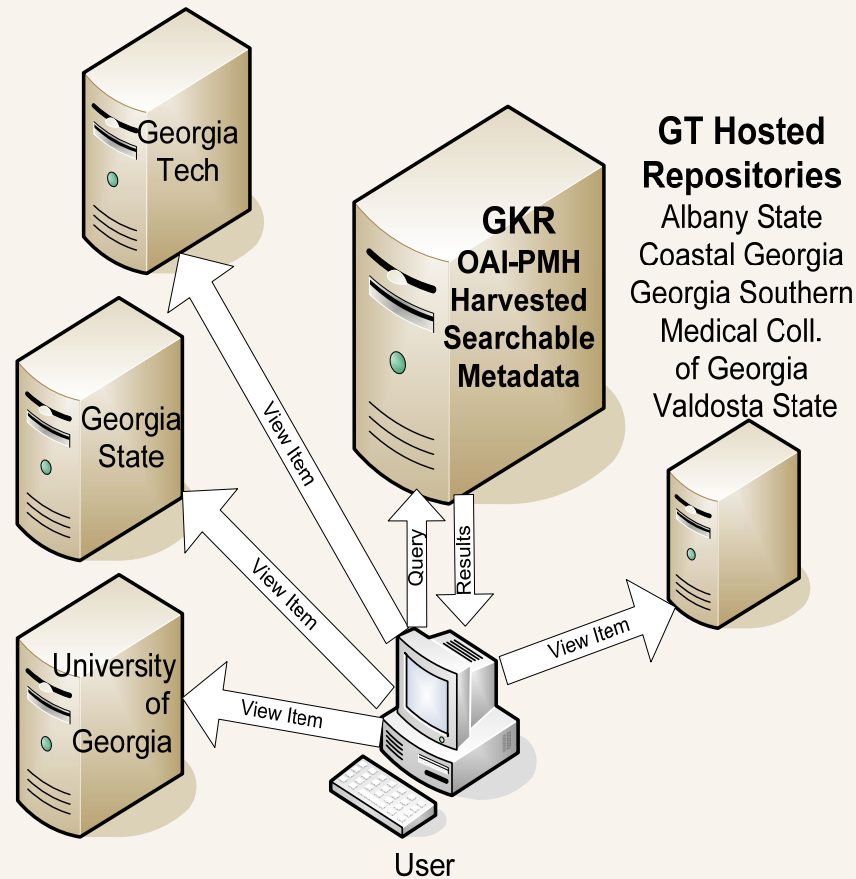 Georgia
Tech
GKR
OAI-PMH
Harvested
Searchable
Metadata
GT Hosted
Repositories
Albany State
Coastal Georgia
Georgia Southern
Medical Coll.
of Georgia
Valdosta State
Georgia
State
University
of
Georgia
View Item
View Item
View Item
Query
Results
View Item
User